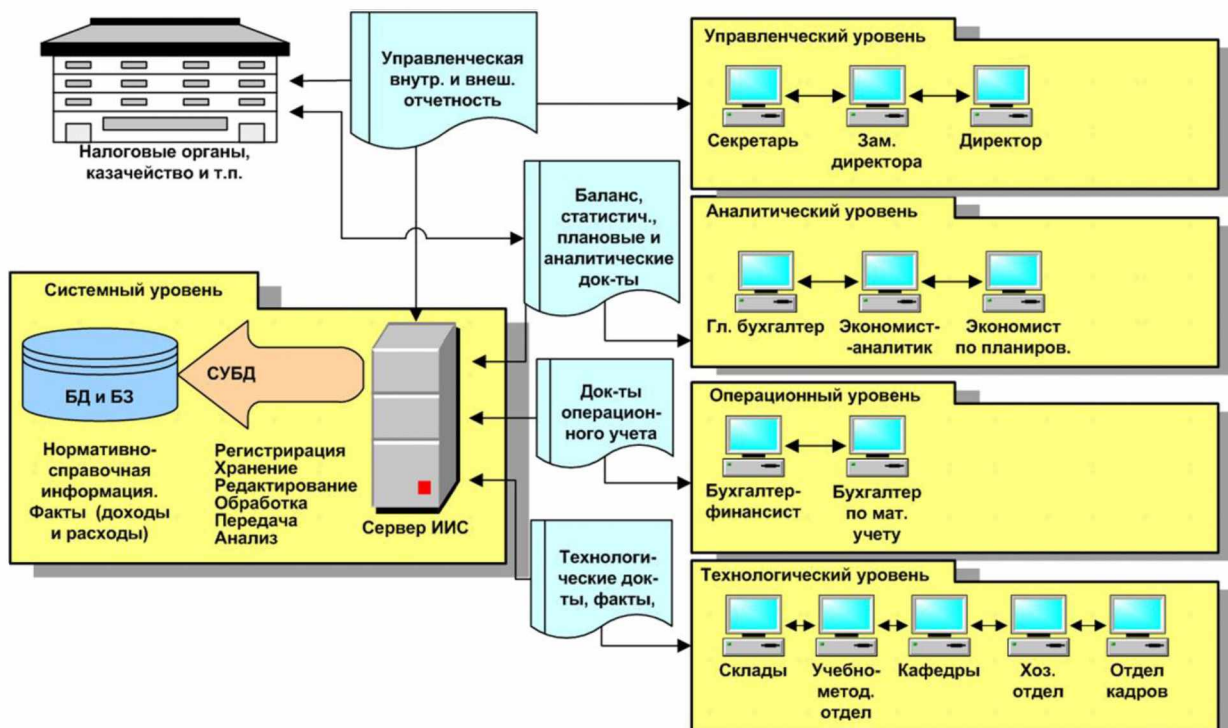 Управленческая
внутр. и внеш.
отчетность
Налоговые органы,
казачейство и т.п.
Управленческий уровень
Секретарь
Зам.
директора
Директор
Баланс,
статистич.,
плановые и
аналитические
док-ты
Аналитический уровень
Гл. бухгалтер
Экономист-
-аналитик
Экономист
по планиров.
Системный уровень
СУБД
БД и БЗ
Нормативно-
справочная
информация.
Факты (доходы
и расходы)
Регистрирация
Хранение
Редактирование
Обработка
Передача
Анализ
Сервер ИИС
Док-ты
операцион-
ного учета
Операционный уровень
Бухгалтер-
финансист
Бухгалтер
по мат.
учету
Технологи-
ческие док-
ты, факты,
Технологический уровень
Склады
Учебно-
метод.
отдел
Кафедры
Хоз.
отдел
Отдел
кадров